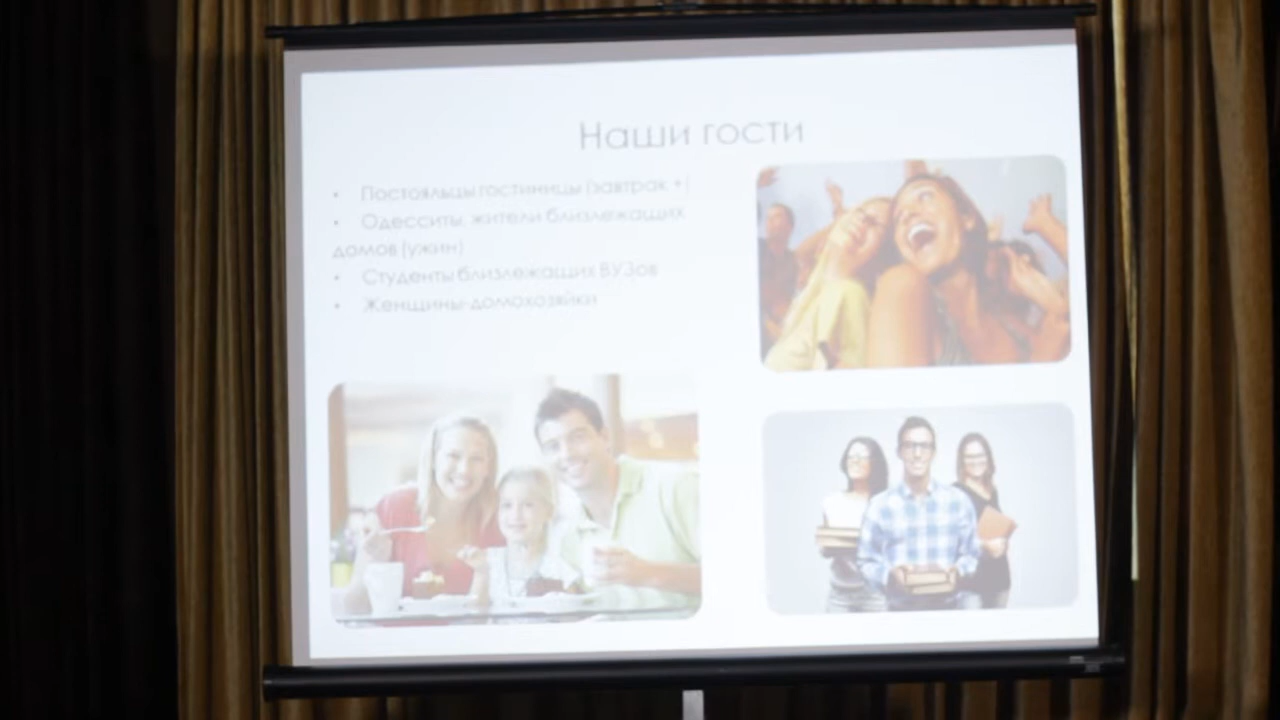 Наши гости
• Постояльцы гостиницы (завтрак +)
• Одесситы, жители близлежащих
домов (ужин)
• Студенты близлежащих ВУЗов
• Женщины-домохозяйки